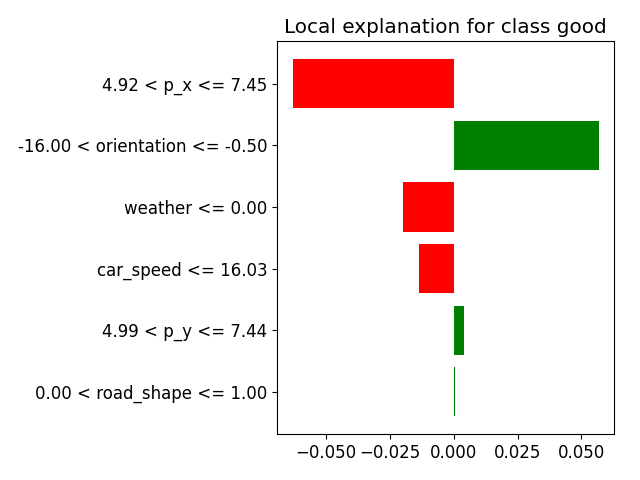 Local explanation for class good
4.92 < p_x <= 7.45
-16.00 < orientation <= -0.50
weather <= 0.00
car_speed <= 16.03
4.99 < p_y <= 7.44
0.00 < road_shape <= 1.00
−0.050 −0.025 0.000 0.025 0.050